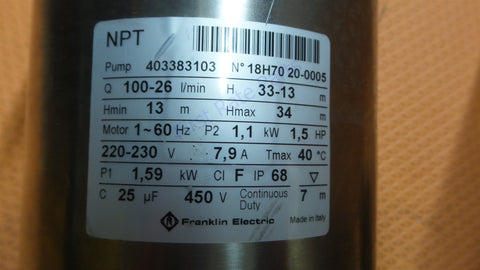 NPT
Pump 403383103 N° 18H70 20-0005
Q 100-26 l/min H 33-13 m
Hmin 13 m Hmax 34 m
Motor 1~60 Hz P2 1,1 kW 1,5 HP
220-230 V 7,9 A Tmax 40 °C
P1 1,59 kW Cl F IP 68 ▽
C 25 µF 450 V Continuous Duty 7 m
Franklin Electric Made in Italy